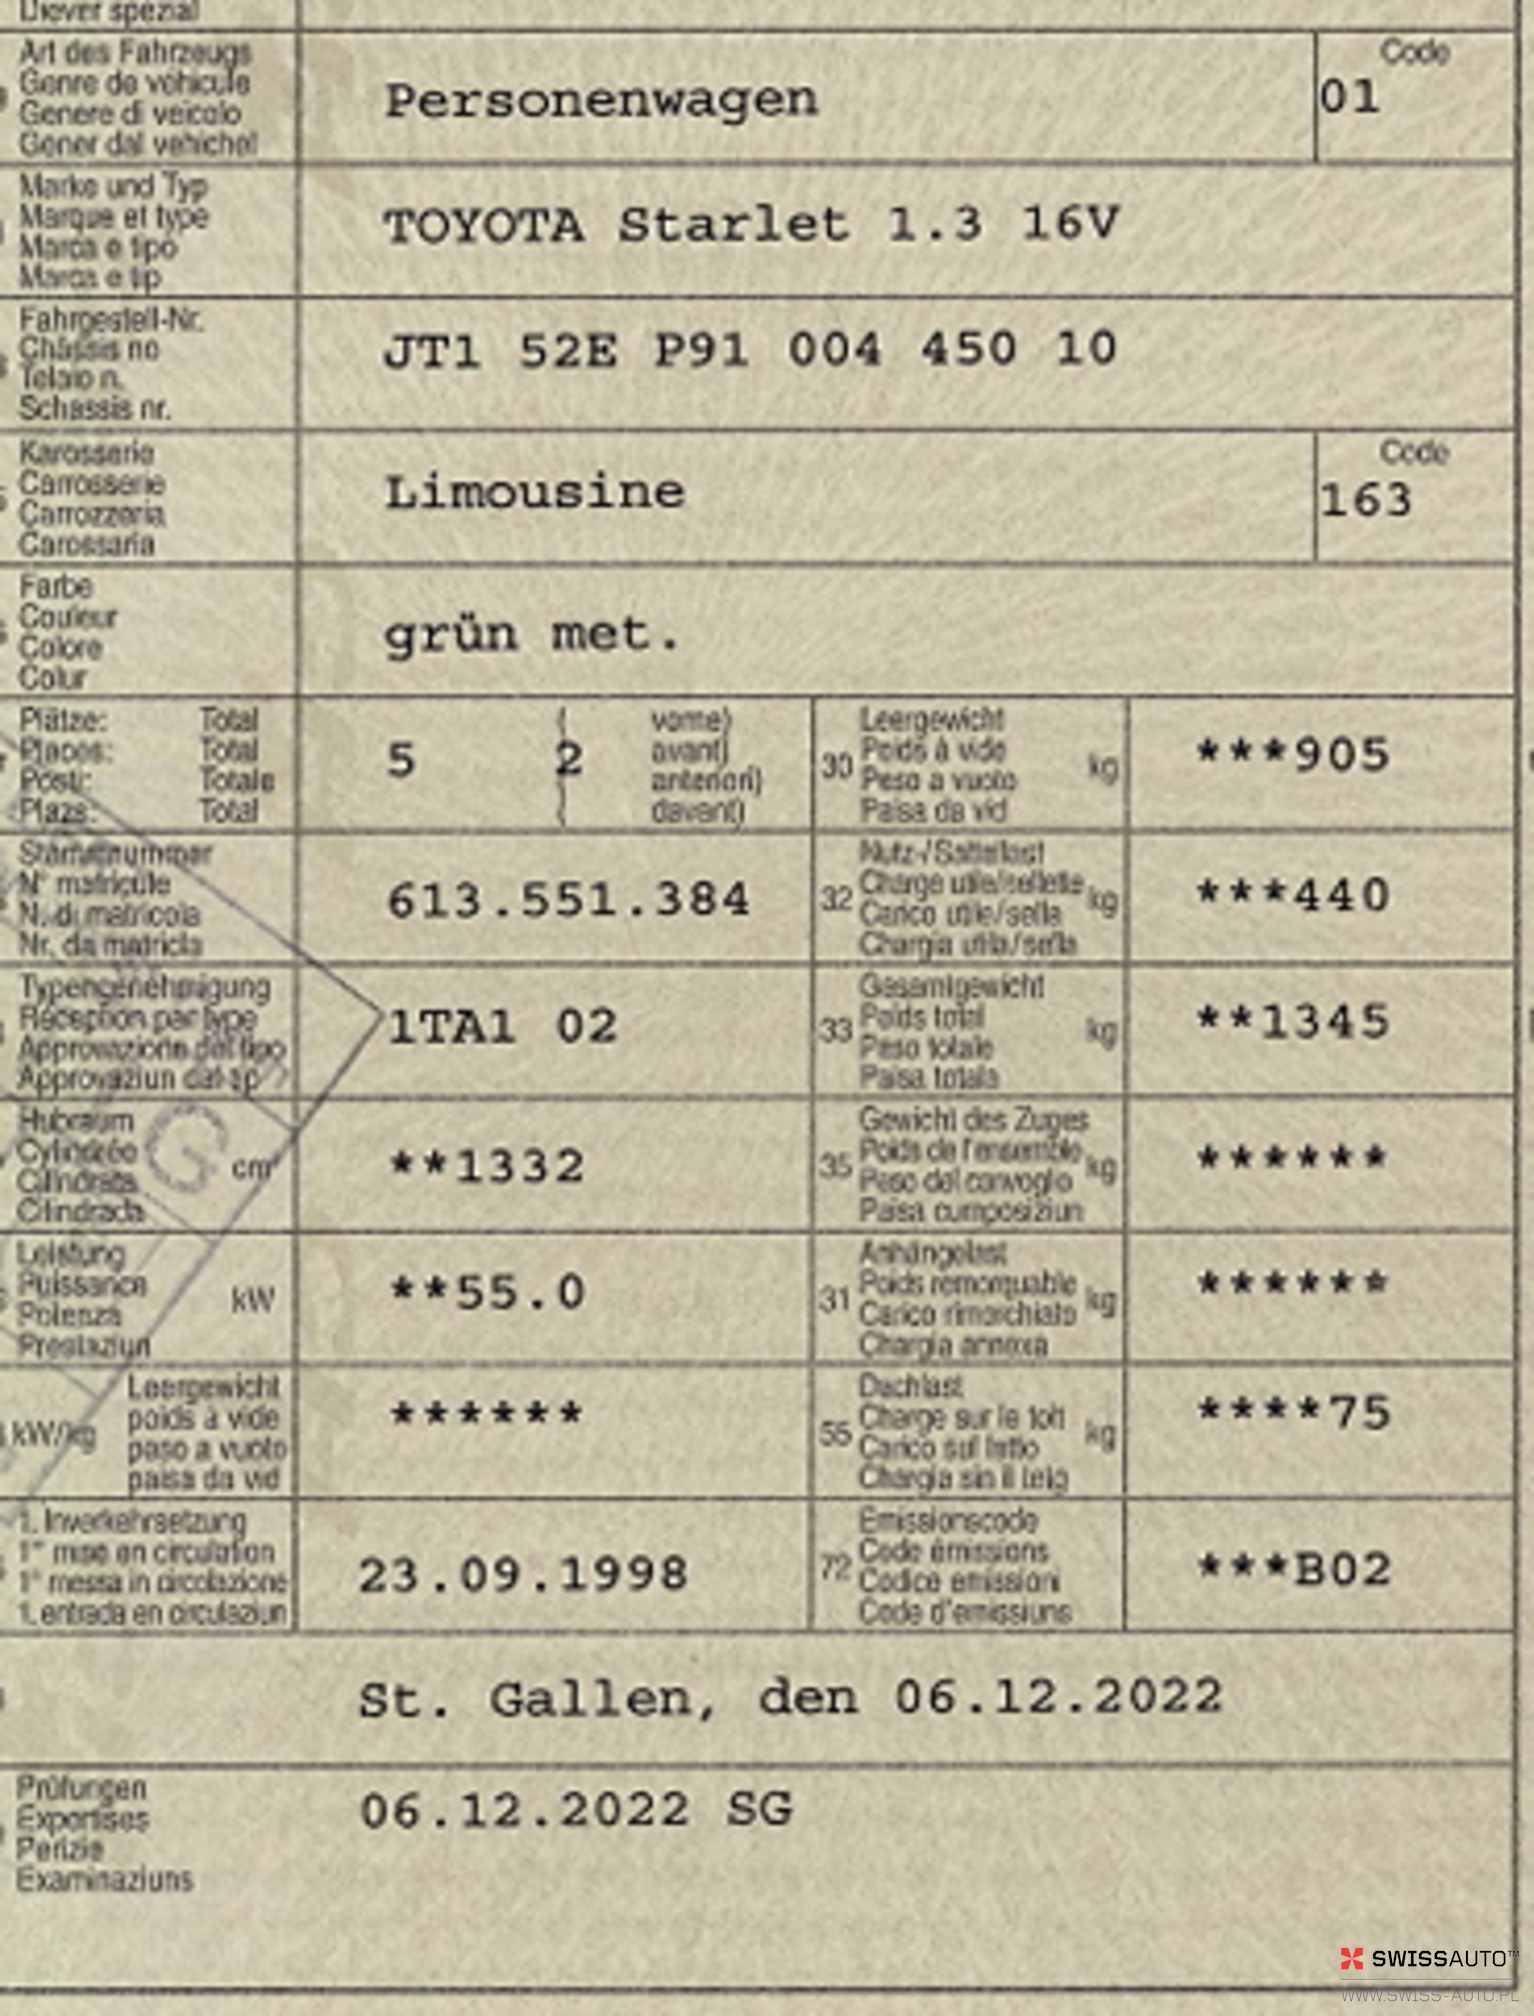 Diever spezial
Art des Fahrzeugs
Genre de véhicule
Genere di veicolo
Gener dal vehichel
Personenwagen
Code
01
Marke und Typ
Marque et type
Marca e tipo
Marca e tip
TOYOTA Starlet 1.3 16V
Fahrgestell-Nr.
Châssis no
Telaio n.
Schassis nr.
JT1 52E P91 004 450 10
Karosserie
Carrosserie
Carrozzeria
Carossaria
Limousine
Code
163
Farbe
Couleur
Colore
Colur
grün met.
Plätze: Total ( vorne)
Places: Total avant)
Posti: Totale anteriori)
Plazs: Total ( davant)
5 2
30
Leergewicht
Poids à vide
Peso a vuoto
Paisa da vid
kg
***905
Stammnummer
N° matricule
N. di matricola
Nr. da matricla
613.551.384
32
Nutz-/Sattellast
Charge utile/sellette
Carico utile/sella
Chargia utila/sella
kg
***440
Typengenehmigung
Réception par type
Approvazione del tipo
Approvaziun dal tip
1TA1 02
33
Gesamtgewicht
Poids total
Peso totale
Paisa totala
kg
**1345
Hubraum
Cylindrée
Cilindrata
Cilindrada
cm³
G
**1332
35
Gewicht des Zuges
Poids de l'ensemble
Peso del convoglio
Paisa cumposiziun
kg
******
Leistung
Puissance
Potenza
Prestaziun
kW
**55.0
31
Anhängelast
Poids remorquable
Carico rimorchiato
Chargia annexa
kg
******
kW/kg
Leergewicht
poids à vide
peso a vuoto
paisa da vid
******
55
Dachlast
Charge sur le toit
Carico sul tetto
Chargia sin il tetg
kg
****75
1. Inverkehrsetzung
1re mise en circulation
1a messa in circolazione
1. entrada en circulaziun
23.09.1998
72
Emissionscode
Code émissions
Codice emissioni
Code d'emissiuns
***B02
St. Gallen, den 06.12.2022
Prüfungen
Expertises
Perizie
Examinaziuns
06.12.2022 SG
SWISSAUTO™
WWW.SWISS-AUTO.PL